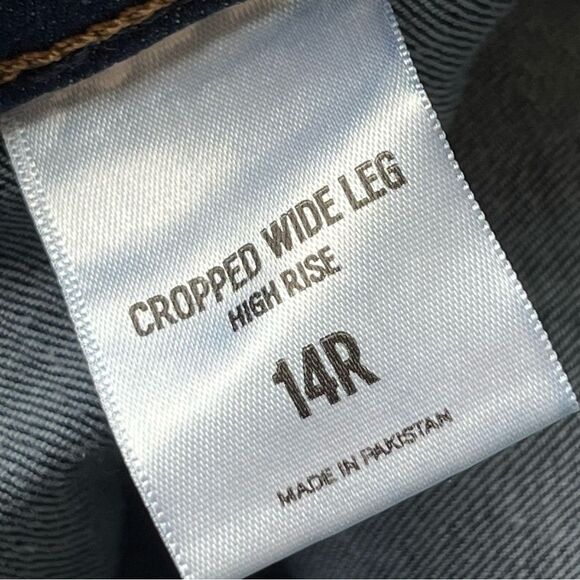 CROPPED WIDE LEG
HIGH RISE
14R
MADE IN PAKISTAN